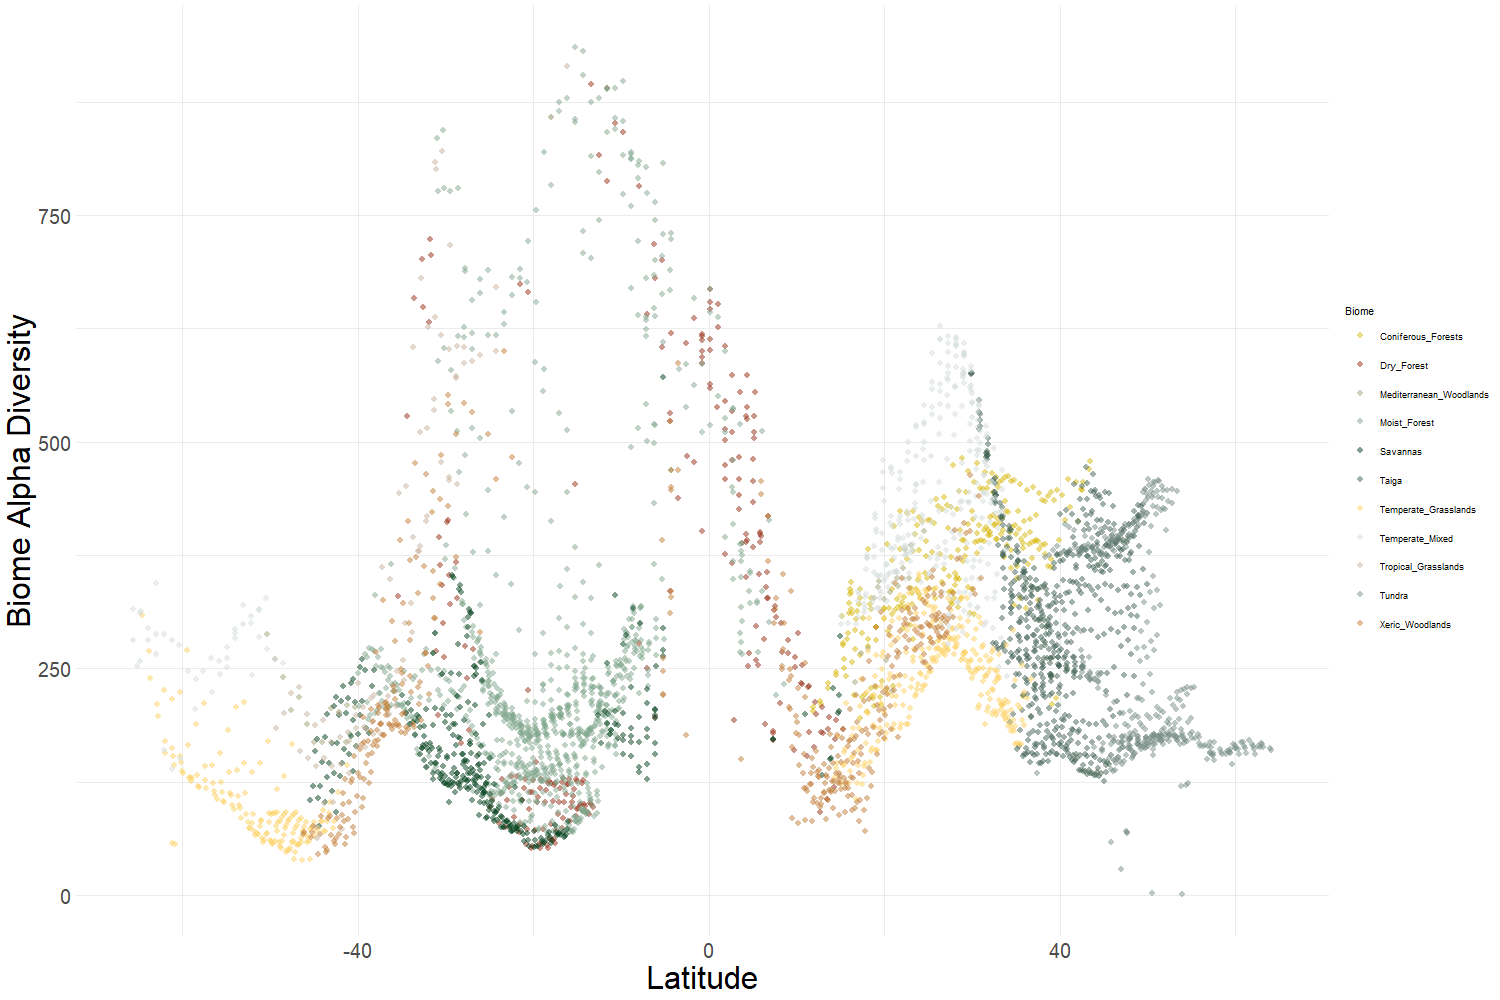 Biome Alpha Diversity
750
500
250
0
-40
0
40
Latitude
Biome
Coniferous_Forests
Dry_Forest
Mediterranean_Woodlands
Moist_Forest
Savannas
Taiga
Temperate_Grasslands
Temperate_Mixed
Tropical_Grasslands
Tundra
Xeric_Woodlands